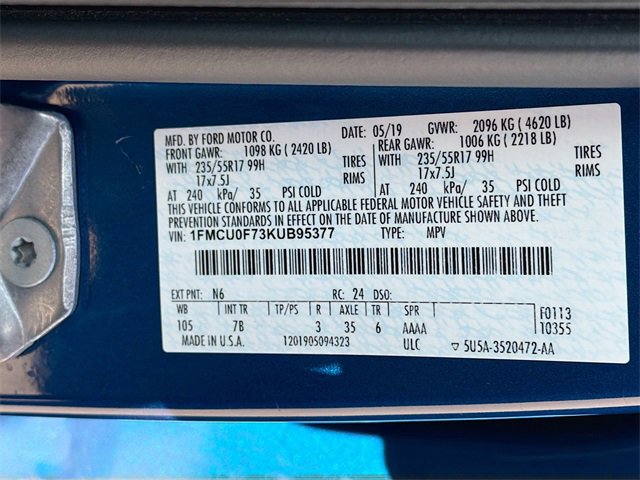 MFD. BY FORD MOTOR CO. DATE: 05/19 GVWR: 2096 KG ( 4620 LB)
FRONT GAWR: 1098 KG ( 2420 LB) REAR GAWR: 1006 KG ( 2218 LB)
WITH 235/55R17 99H TIRES WITH 235/55R17 99H TIRES
17x7.5J RIMS 17x7.5J RIMS
AT 240 kPa/ 35 PSI COLD AT 240 kPa/ 35 PSI COLD
THIS VEHICLE CONFORMS TO ALL APPLICABLE FEDERAL MOTOR VEHICLE SAFETY AND THEFT
PREVENTION STANDARDS IN EFFECT ON THE DATE OF MANUFACTURE SHOWN ABOVE.
VIN: 1FMCU0F73KUB95377 TYPE: MPV
EXT PNT: N6 RC: 24 DSO:
WB INT TR TP/PS R AXLE TR SPR F0113
105 7B 3 35 6 AAAA T0355
MADE IN U.S.A. 1201905094323 ULC ▽ 5U5A-3520472-AA